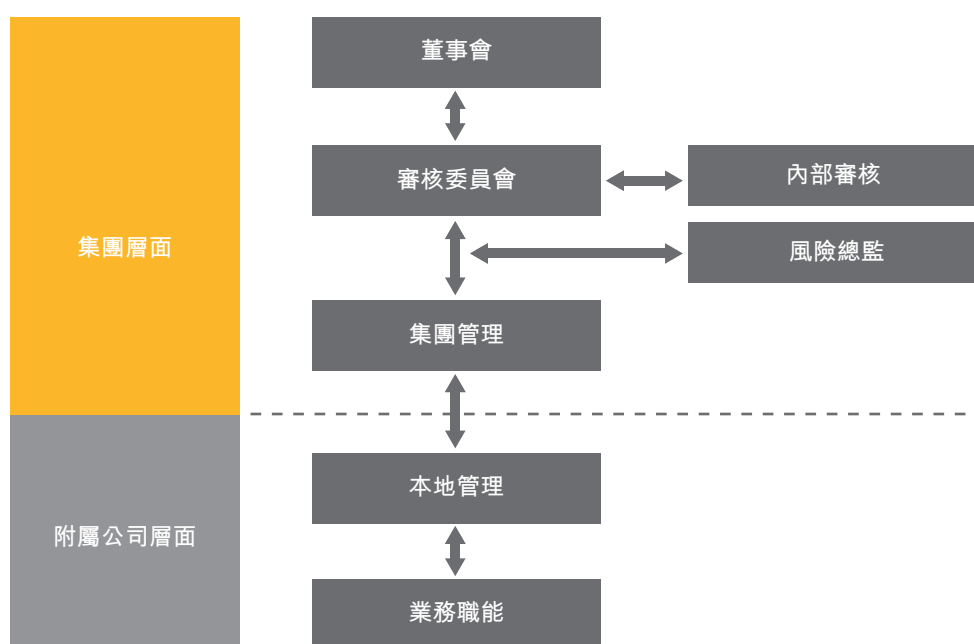 董事會
審核委員會
內部審核
集團層面
風險總監
集團管理
本地管理
附屬公司層面
業務職能